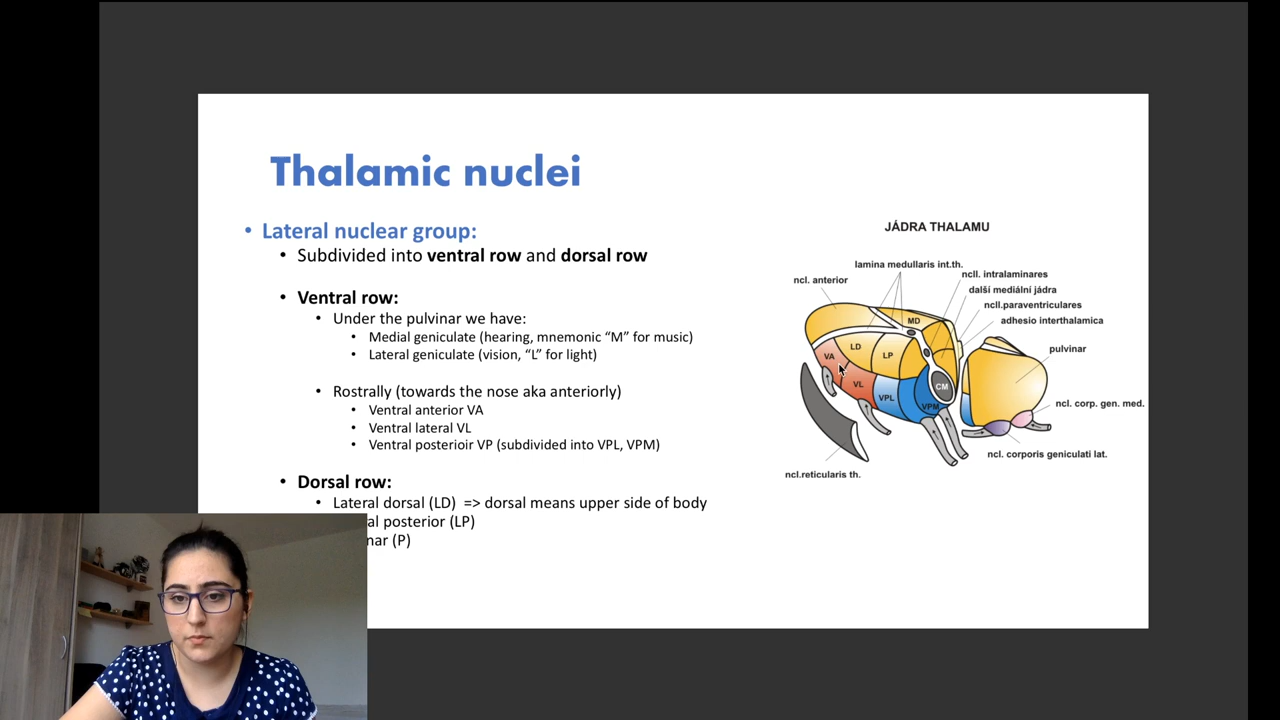 Thalamic nuclei
• Lateral nuclear group:
• Subdivided into ventral row and dorsal row
• Ventral row:
• Under the pulvinar we have:
• Medial geniculate (hearing, mnemonic “M” for music)
• Lateral geniculate (vision, “L” for light)
• Rostrally (towards the nose aka anteriorly)
• Ventral anterior VA
• Ventral lateral VL
• Ventral posterioir VP (subdivided into VPL, VPM)
• Dorsal row:
• Lateral dorsal (LD) => dorsal means upper side of body
posterior (LP)
(P)
JÁDRA THALAMU
lamina medullaris int.th.
ncl. anterior
ncll. intralaminares
další mediální jádra
ncll.paraventriculares
adhesio interthalamica
pulvinar
ncl. corp. gen. med.
ncl. corporis geniculati lat.
ncl.reticularis th.
MD
LD
LP
VA
VL
VPL
VPM
CM